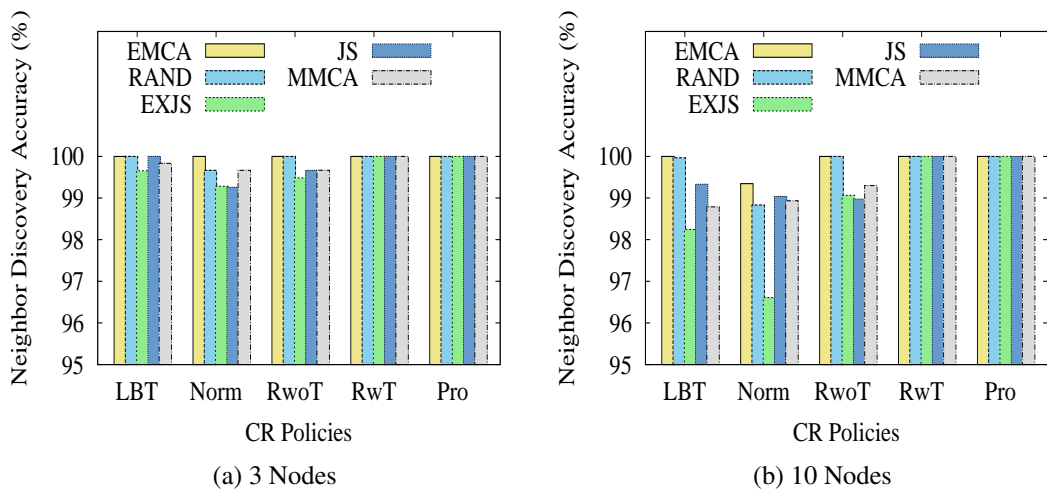 Neighbor Discovery Accuracy (%)
EMCA
RAND
EXJS
JS
MMCA
100
99
98
97
96
95
LBT Norm RwoT RwT Pro
CR Policies
(a) 3 Nodes
Neighbor Discovery Accuracy (%)
EMCA
RAND
EXJS
JS
MMCA
100
99
98
97
96
95
LBT Norm RwoT RwT Pro
CR Policies
(b) 10 Nodes